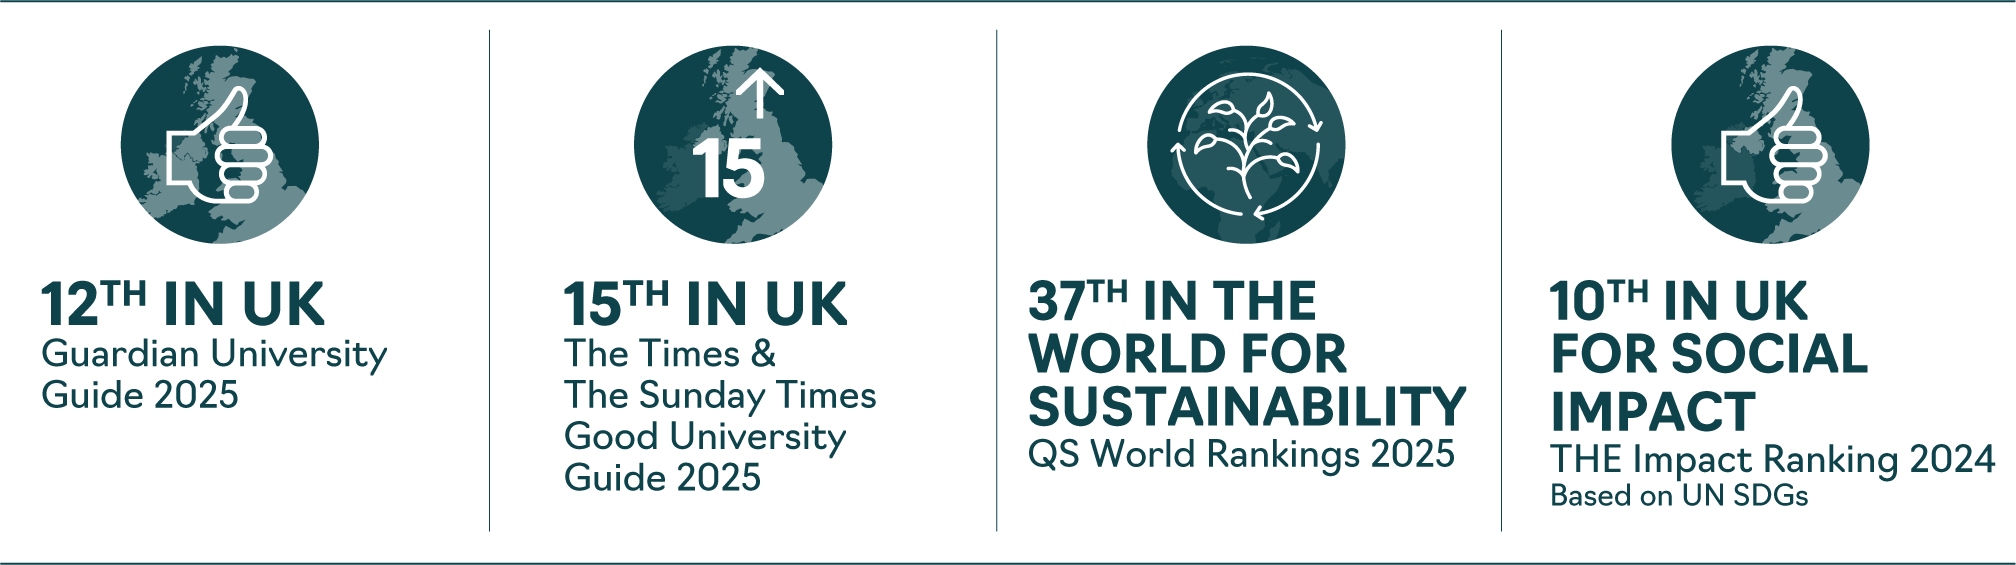 12TH IN UK
Guardian University
Guide 2025
15
15TH IN UK
The Times &
The Sunday Times
Good University
Guide 2025
37TH IN THE
WORLD FOR
SUSTAINABILITY
QS World Rankings 2025
10TH IN UK
FOR SOCIAL
IMPACT
THE Impact Ranking 2024
Based on UN SDGs